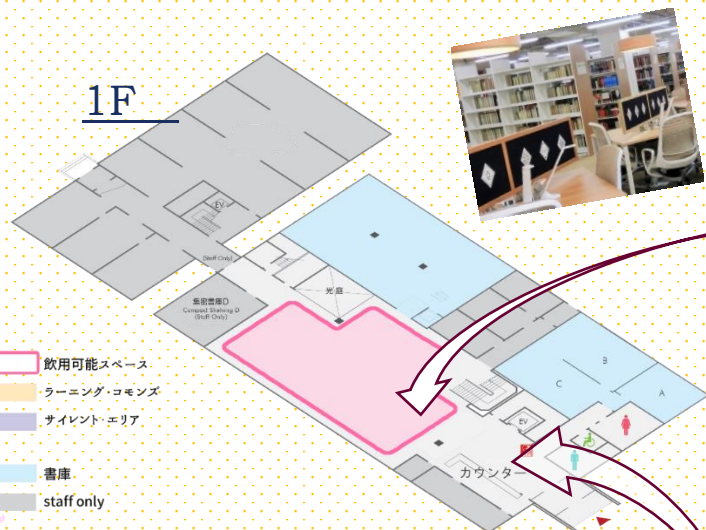 1F
EV
(Staff Only)
光庭
集密書庫D
Compact Shelving D
(Staff Only)
B
C
A
EV
カウンター
飲用可能スペース
ラーニング・コモンズ
サイレント・エリア
書庫
staff only